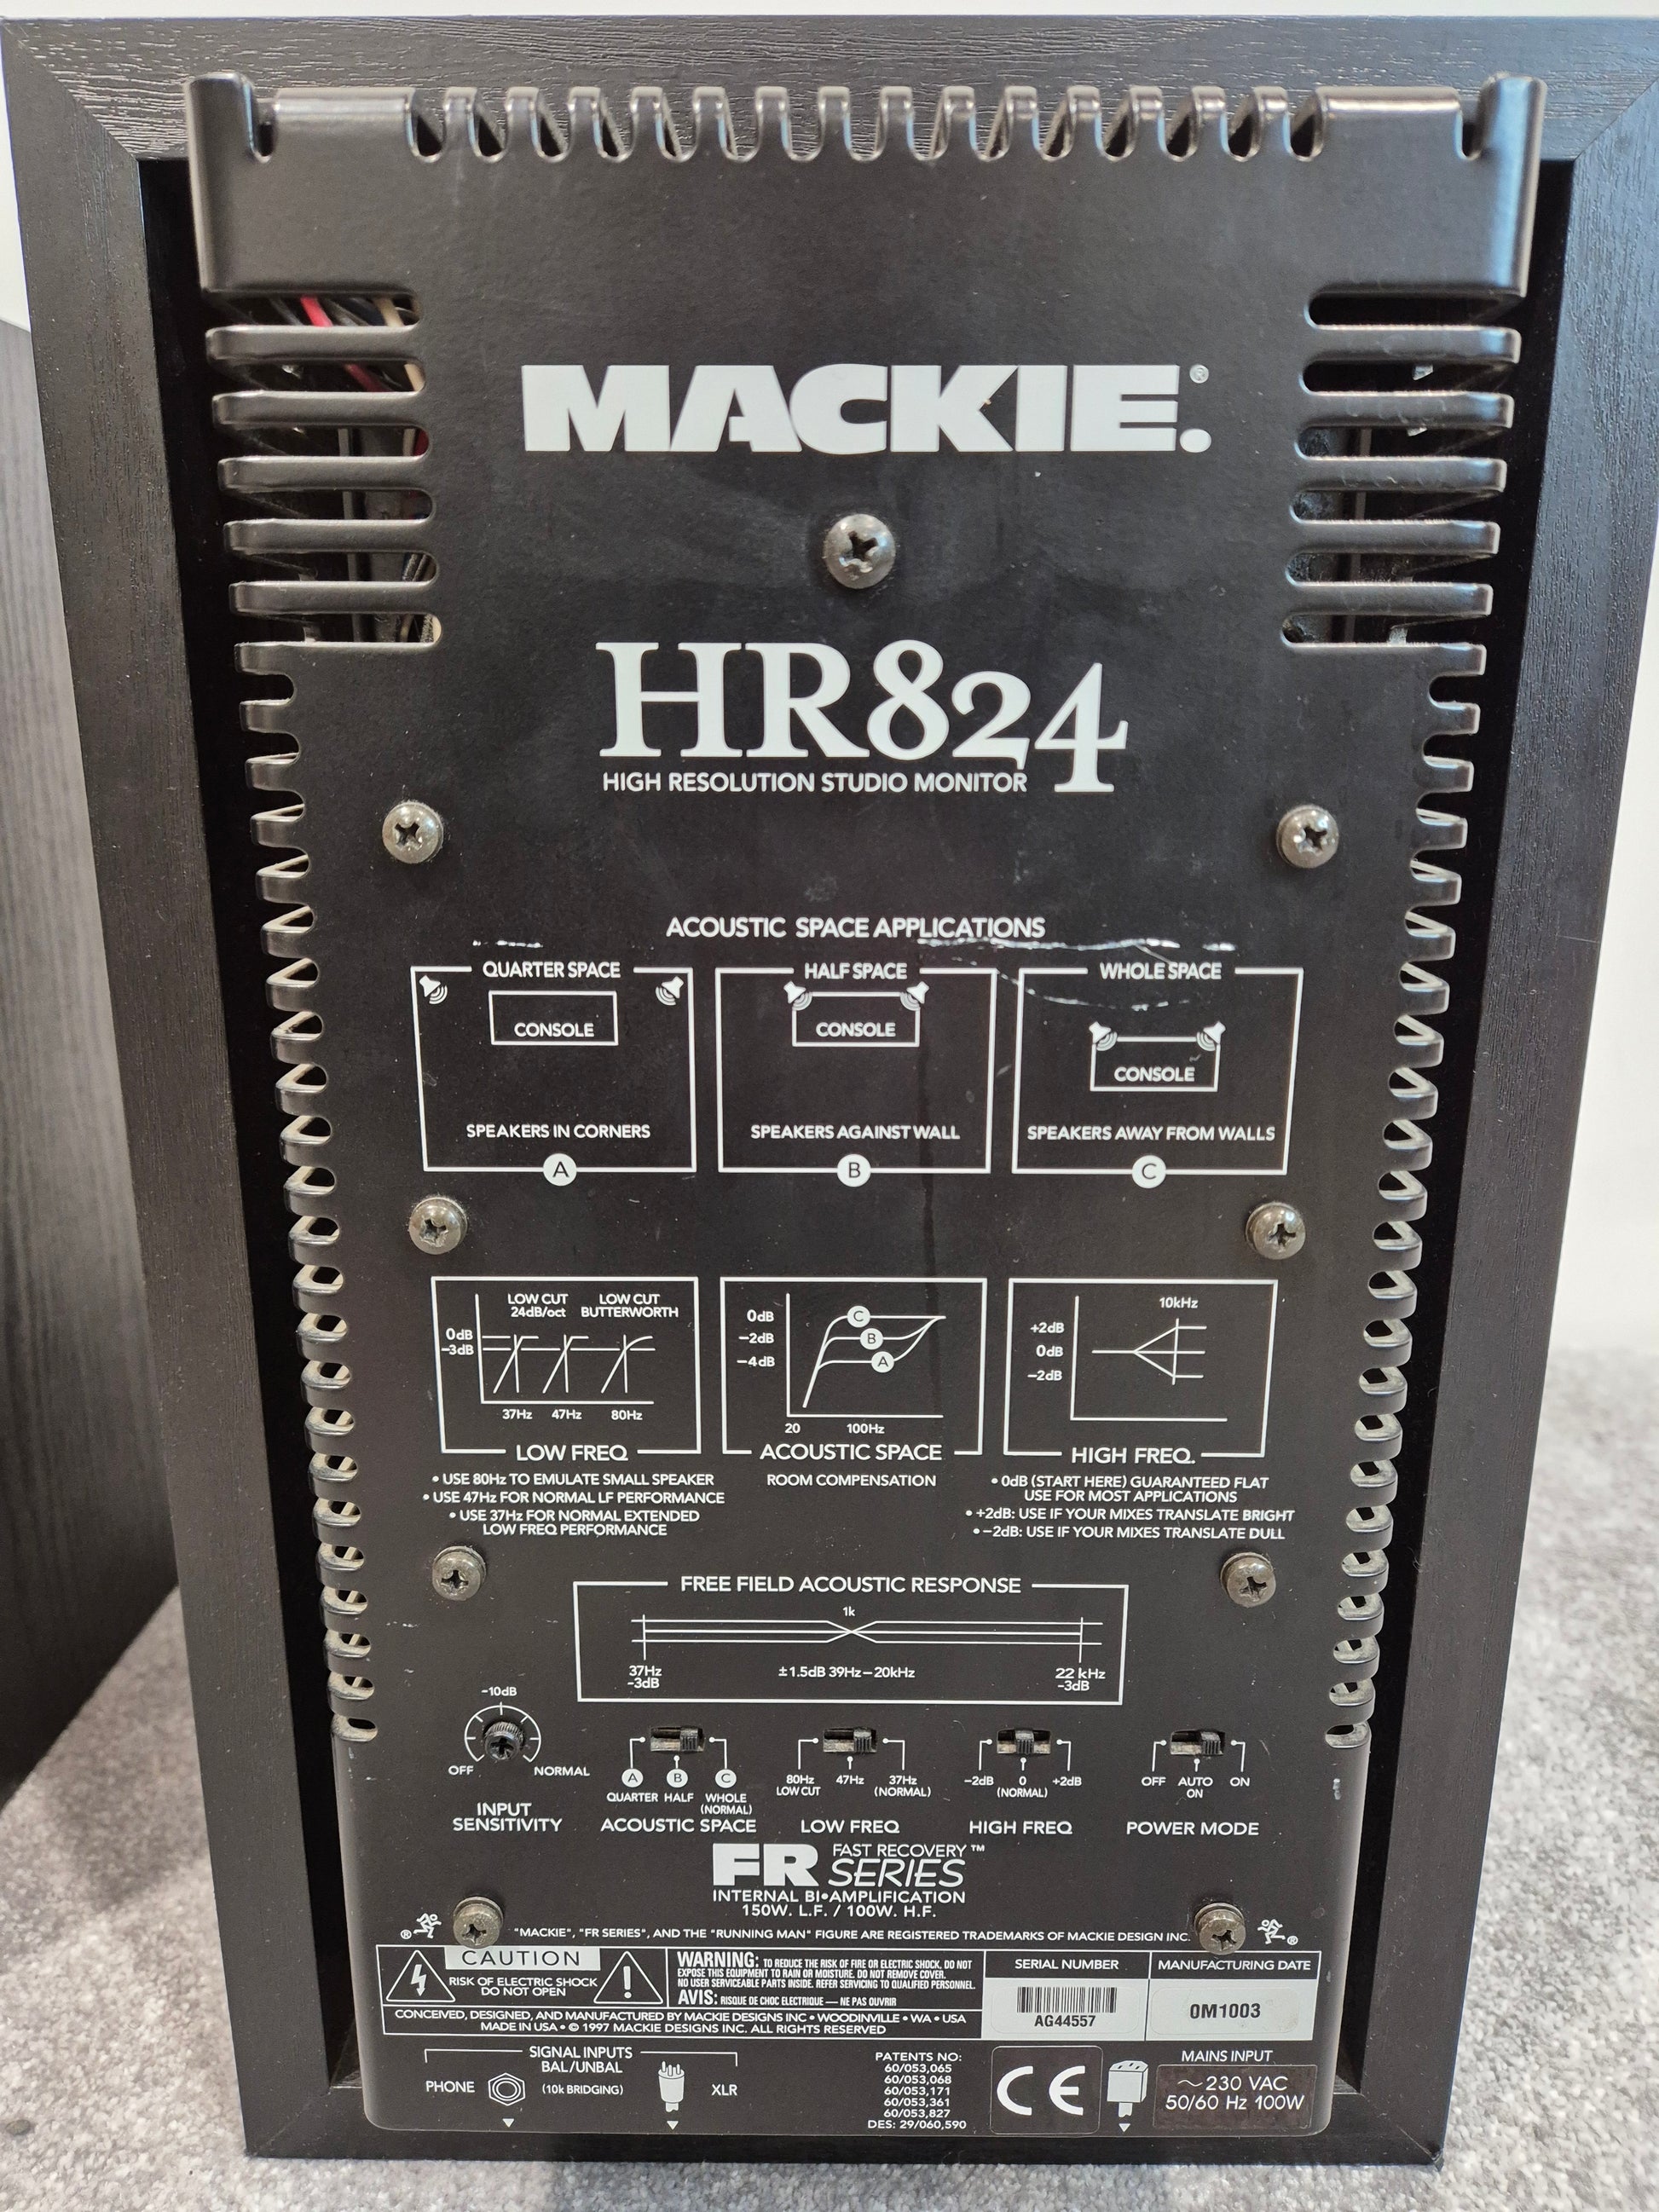 MACKIE.®
HR824
HIGH RESOLUTION STUDIO MONITOR
ACOUSTIC SPACE APPLICATIONS
QUARTER SPACE
CONSOLE
SPEAKERS IN CORNERS
A
HALF SPACE
CONSOLE
SPEAKERS AGAINST WALL
B
WHOLE SPACE
CONSOLE
SPEAKERS AWAY FROM WALLS
C
LOW CUT
24dB/oct
LOW CUT
BUTTERWORTH
0dB
−3dB
37Hz 47Hz 80Hz
LOW FREQ
• USE 80Hz TO EMULATE SMALL SPEAKER
• USE 47Hz FOR NORMAL LF PERFORMANCE
• USE 37Hz FOR NORMAL EXTENDED
LOW FREQ PERFORMANCE
0dB
−2dB
−4dB
C
B
A
20 100Hz
ACOUSTIC SPACE
ROOM COMPENSATION
10kHz
+2dB
0dB
−2dB
HIGH FREQ.
• 0dB (START HERE) GUARANTEED FLAT
USE FOR MOST APPLICATIONS
• +2dB: USE IF YOUR MIXES TRANSLATE BRIGHT
• −2dB: USE IF YOUR MIXES TRANSLATE DULL
FREE FIELD ACOUSTIC RESPONSE
1k
37Hz
-3dB
±1.5dB 39Hz–20kHz
22 kHz
-3dB
-10dB
OFF NORMAL
INPUT
SENSITIVITY
A B C
QUARTER HALF WHOLE
(NORMAL)
ACOUSTIC SPACE
80Hz
LOW CUT
47Hz
37Hz
(NORMAL)
LOW FREQ
−2dB 0 +2dB
(NORMAL)
HIGH FREQ
OFF AUTO ON
ON
POWER MODE
FR FAST RECOVERY™
SERIES
INTERNAL BI•AMPLIFICATION
150W. L.F. / 100W. H.F.
® "MACKIE", "FR SERIES", AND THE "RUNNING MAN" FIGURE ARE REGISTERED TRADEMARKS OF MACKIE DESIGN INC. ®
CAUTION
RISK OF ELECTRIC SHOCK
DO NOT OPEN
WARNING: TO REDUCE THE RISK OF FIRE OR ELECTRIC SHOCK, DO NOT
EXPOSE THIS EQUIPMENT TO RAIN OR MOISTURE. DO NOT REMOVE COVER.
NO USER SERVICEABLE PARTS INSIDE. REFER SERVICING TO QUALIFIED PERSONNEL.
AVIS: RISQUE DE CHOC ELECTRIQUE — NE PAS OUVRIR
CONCEIVED, DESIGNED, AND MANUFACTURED BY MACKIE DESIGNS INC • WOODINVILLE • WA • USA
MADE IN USA • © 1997 MACKIE DESIGNS INC. ALL RIGHTS RESERVED
SERIAL NUMBER
AG44557
MANUFACTURING DATE
0M1003
SIGNAL INPUTS
BAL/UNBAL
PHONE (10k BRIDGING) XLR
PATENTS NO:
60/053,065
60/053,068
60/053,171
60/053,361
60/053,827
DES: 29/060,590
CE
MAINS INPUT
~ 230 VAC
50/60 Hz 100W